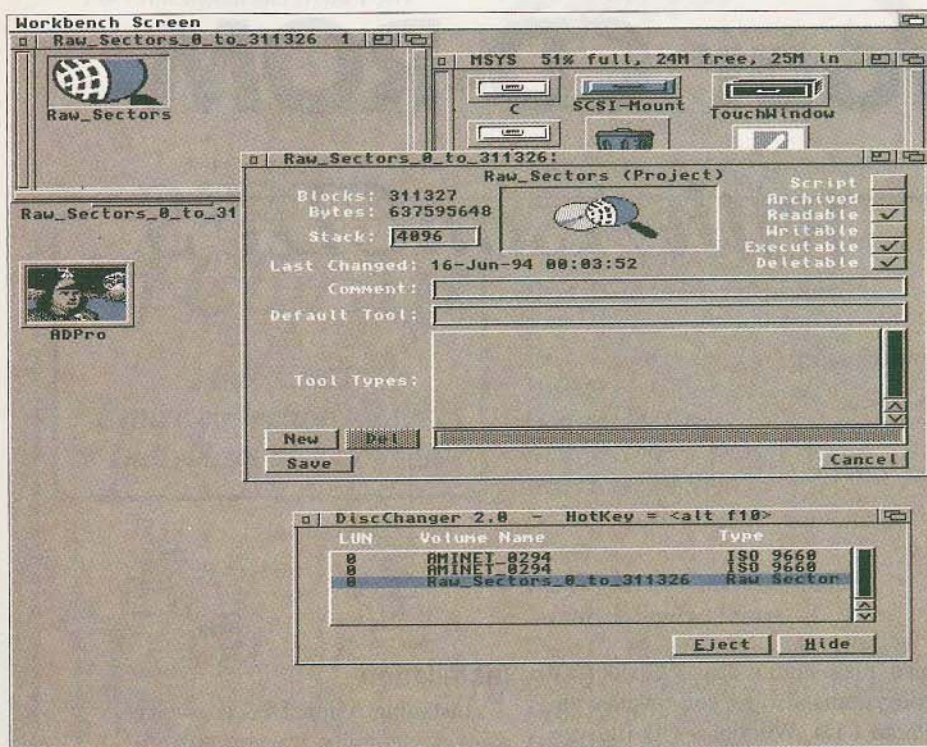 Workbench Screen
Raw_Sectors_0_to_311326 1
Raw_Sectors
MSYS 51% full, 24M free, 25M in
C
SCSI-Mount
TouchWindow
Raw_Sectors_0_to_31
ADPro
Raw_Sectors_0_to_311326:
Raw_Sectors (Project)
Blocks: 311327
Bytes: 637595648
Stack: 4096
Script
Archived
Readable
Writable
Executable
Deletable
Last Changed: 16-Jun-94 00:03:52
Comment:
Default Tool:
Tool Types:
New
Del
Save
Cancel
DiscChanger 2.0 - HotKey = <alt f10>
LUN Volume Name Type
0 AMINET_0294 ISO 9660
0 AMINET_0294 ISO 9660
0 Raw_Sectors_0_to_311326 Raw Sector
Eject
Hide